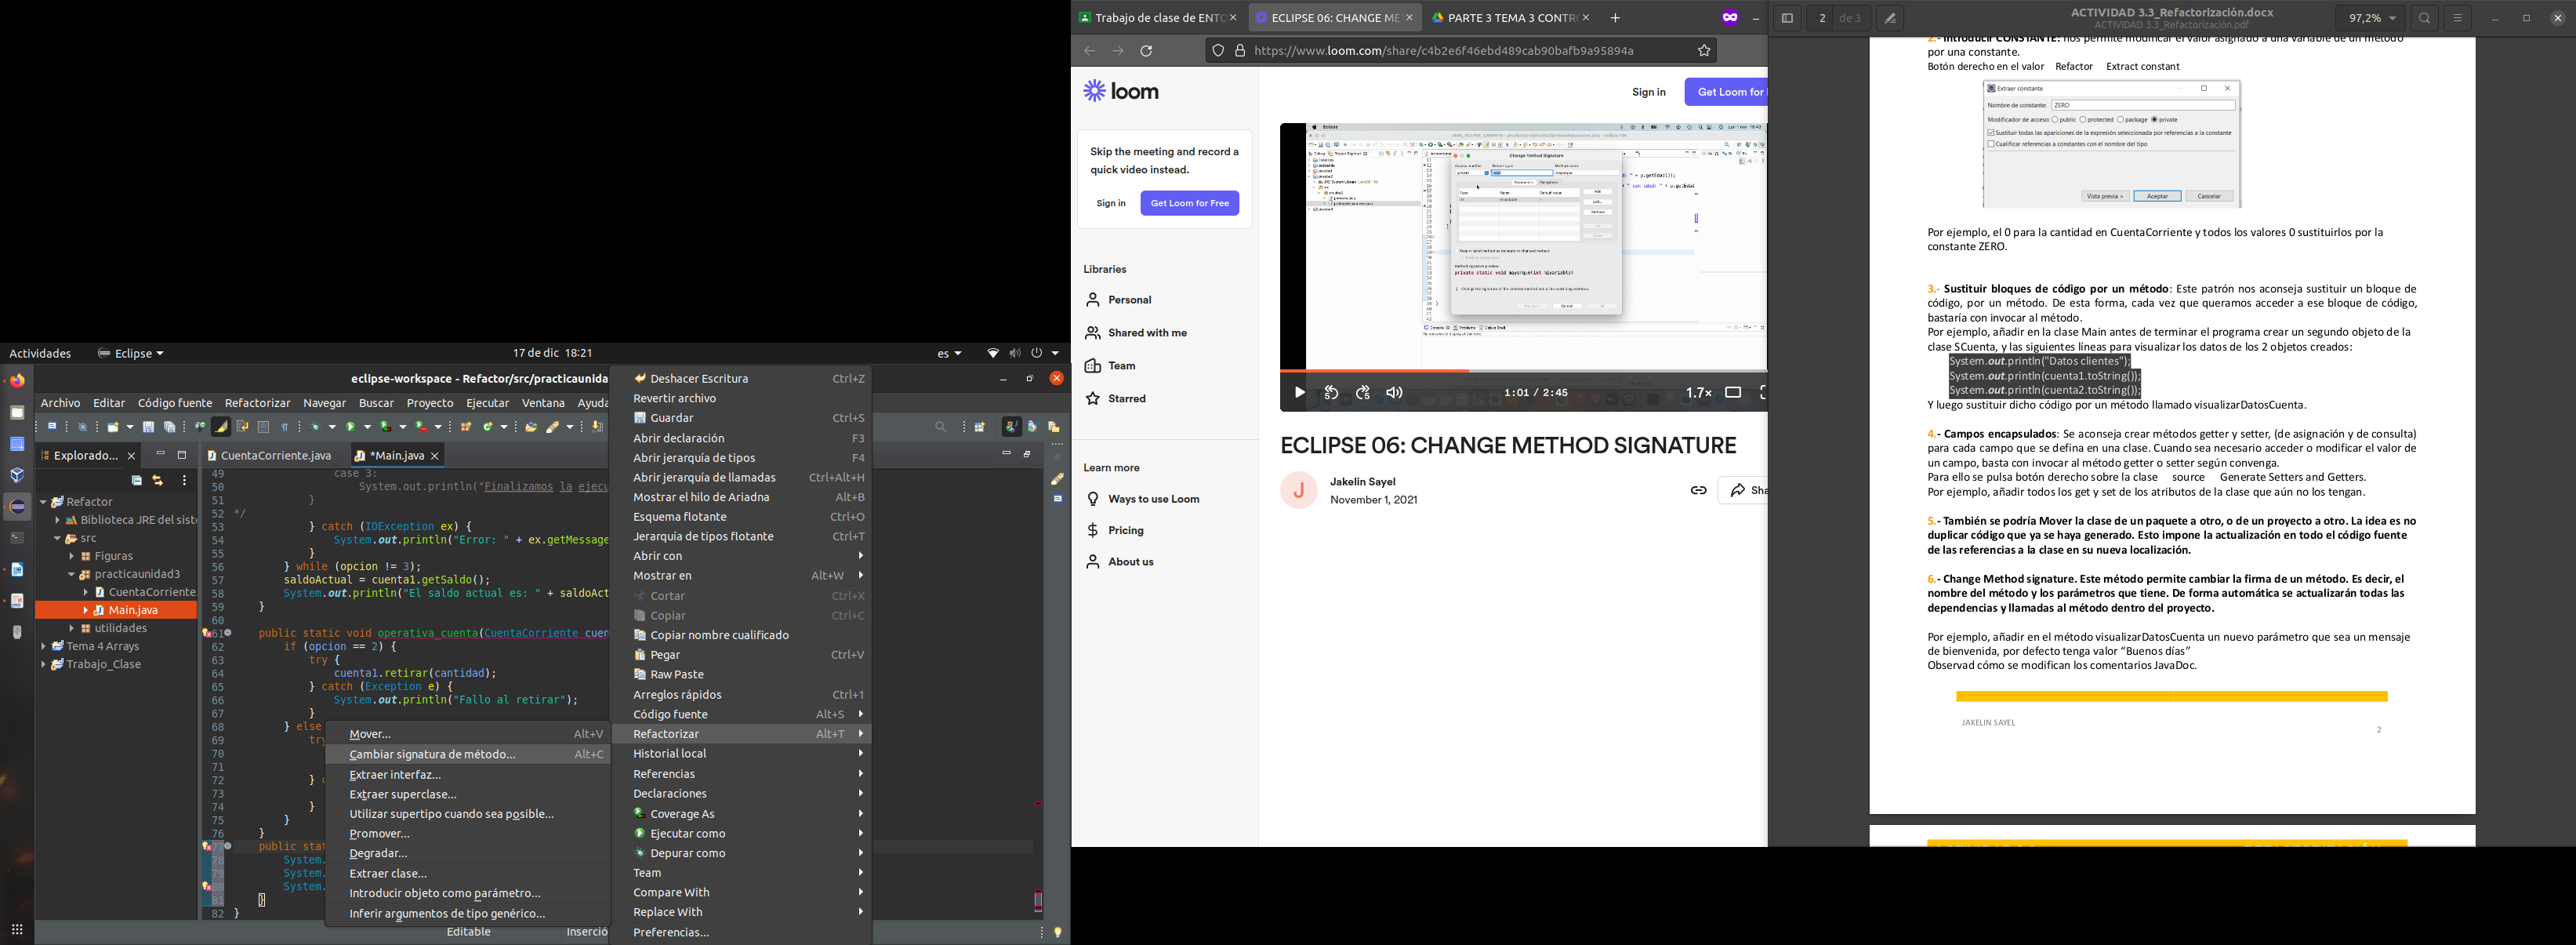 Actividades Eclipse 17 de dic 18:21 es
eclipse-workspace - Refactor/src/practicaunida
Archivo Editar Código fuente Refactorizar Navegar Buscar Proyecto Ejecutar Ventana Ayuda
Explorado... CuentaCorriente.java *Main.java
Refactor
Biblioteca JRE del sist
src
Figuras
practicaunidad3
CuentaCorriente.
Main.java
utilidades
Tema 4 Arrays
Trabajo_Clase
49 case 3:
50 System.out.println("Finalizamos la ejecu
51 }
52 */
53 } catch (IOException ex) {
54 System.out.println("Error: " + ex.getMessage
55 }
56 } while (opcion != 3);
57 saldoActual = cuenta1.getSaldo();
58 System.out.println("El saldo actual es: " + saldoAct
59 }
60
61 public static void operativa_cuenta(CuentaCorriente cuen
62 if (opcion == 2) {
63 try {
64 cuenta1.retirar(cantidad);
65 } catch (Exception e) {
66 System.out.println("Fallo al retirar");
67 }
68 } else
69 try
70
71
72 } c
73
74 }
75 }
76 }
77 public stat
78 System.
79 System.
80 System.
81 }
82 }
Editable Inserció
Deshacer Escritura Ctrl+Z
Revertir archivo
Guardar Ctrl+S
Abrir declaración F3
Abrir jerarquía de tipos F4
Abrir jerarquía de llamadas Ctrl+Alt+H
Mostrar el hilo de Ariadna Alt+B
Esquema flotante Ctrl+O
Jerarquía de tipos flotante Ctrl+T
Abrir con
Mostrar en Alt+W
Cortar Ctrl+X
Copiar Ctrl+C
Copiar nombre cualificado
Pegar Ctrl+V
Raw Paste
Arreglos rápidos Ctrl+1
Código fuente Alt+S
Refactorizar Alt+T
Historial local
Referencias
Declaraciones
Coverage As
Ejecutar como
Depurar como
Team
Compare With
Replace With
Preferencias...
Mover... Alt+V
Cambiar signatura de método... Alt+C
Extraer interfaz...
Extraer superclase...
Utilizar supertipo cuando sea posible...
Promover...
Degradar...
Extraer clase...
Introducir objeto como parámetro...
Inferir argumentos de tipo genérico...
Trabajo de clase de ENTO ECLIPSE 06: CHANGE ME PARTE 3 TEMA 3 CONTR
https://www.loom.com/share/c4b2e6f46ebd489cab90bafb9a95894a
loom
Sign in Get Loom for
Skip the meeting and record a
quick video instead.
Sign in Get Loom for Free
Libraries
Personal
Shared with me
Team
Starred
Learn more
Ways to use Loom
Pricing
About us
Eclipse
Change Method Signature
private static void mayorque(int nivariable)
1:01 / 2:45 1.7x
ECLIPSE 06: CHANGE METHOD SIGNATURE
J
Jakelin Sayel
November 1, 2021
Sha
2 de 3
ACTIVIDAD 3.3_Refactorización.docx
ACTIVIDAD 3.3_Refactorización.pdf
97,2%
2.- Introducir CONSTANTE: nos permite modificar el valor asignado a una variable de un método
por una constante.
Botón derecho en el valor Refactor Extract constant
Extraer constante
Nombre de constante: ZERO
Modificador de acceso: public protected package private
Sustituir todas las apariciones de la expresión seleccionada por referencias a la constante
Cualificar referencias a constantes con el nombre del tipo
Vista previa > Aceptar Cancelar
Por ejemplo, el 0 para la cantidad en CuentaCorriente y todos los valores 0 sustituirlos por la
constante ZERO.
3.- Sustituir bloques de código por un método: Este patrón nos aconseja sustituir un bloque de
código, por un método. De esta forma, cada vez que queramos acceder a ese bloque de código,
bastaría con invocar al método.
Por ejemplo, añadir en la clase Main antes de terminar el programa crear un segundo objeto de la
clase SCuenta, y las siguientes líneas para visualizar los datos de los 2 objetos creados:
System.out.println("Datos clientes");
System.out.println(cuenta1.toString());
System.out.println(cuenta2.toString());
Y luego sustituir dicho código por un método llamado visualizarDatosCuenta.
4.- Campos encapsulados: Se aconseja crear métodos getter y setter, (de asignación y de consulta)
para cada campo que se defina en una clase. Cuando sea necesario acceder o modificar el valor de
un campo, basta con invocar al método getter o setter según convenga.
Para ello se pulsa botón derecho sobre la clase source Generate Setters and Getters.
Por ejemplo, añadir todos los get y set de los atributos de la clase que aún no los tengan.
5.- También se podría Mover la clase de un paquete a otro, o de un proyecto a otro. La idea es no
duplicar código que ya se haya generado. Esto impone la actualización en todo el código fuente
de las referencias a la clase en su nueva localización.
6.- Change Method signature. Este método permite cambiar la firma de un método. Es decir, el
nombre del método y los parámetros que tiene. De forma automática se actualizarán todas las
dependencias y llamadas al método dentro del proyecto.
Por ejemplo, añadir en el método visualizarDatosCuenta un nuevo parámetro que sea un mensaje
de bienvenida, por defecto tenga valor “Buenos días”
Observad cómo se modifican los comentarios JavaDoc.
JAKELIN SAYEL
2